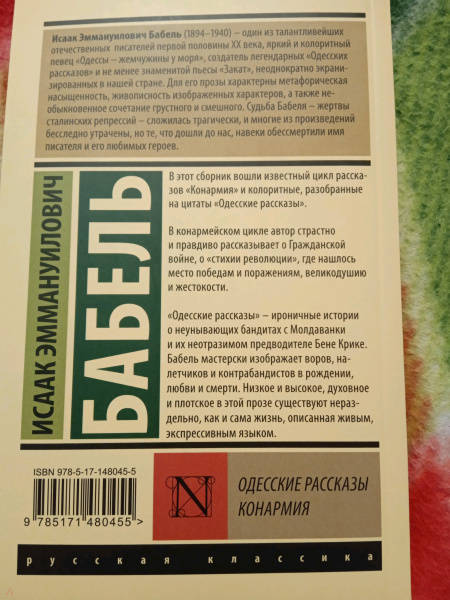 Исаак Эммануилович Бабель (1894–1940) – один из талантливейших
отечественных писателей первой половины XX века, яркий и колоритный
певец «Одессы – жемчужины у моря», создатель легендарных «Одесских
рассказов» и не менее знаменитой пьесы «Закат», неоднократно экрани-
зированных в нашей стране. Для его прозы характерны метафорическая
насыщенность, живописность изображенных характеров, а также не-
обыкновенное сочетание грустного и смешного. Судьба Бабеля – жертвы
сталинских репрессий – сложилась трагически, и многие из произведений
бесследно утрачены, но те, что дошли до нас, навеки обессмертили имя
писателя и его любимых героев.
ИСААК ЭММАНУИЛОВИЧ
БАБЕЛЬ
В этот сборник вошли известный цикл расска-
зов «Конармия» и колоритные, разобранные
на цитаты «Одесские рассказы».
В конармейском цикле автор страстно
и правдиво рассказывает о Гражданской
войне, о «стихии революции», где нашлось
место победам и поражениям, великодушию
и жестокости.
«Одесские рассказы» – ироничные истории
о неунывающих бандитах с Молдаванки
и их неотразимом предводителе Бене Крике.
Бабель мастерски изображает воров, на-
летчиков и контрабандистов в рождении,
любви и смерти. Низкое и высокое, духовное
и плотское в этой прозе существуют нераз-
дельно, как и сама жизнь, описанная живым,
экспрессивным языком.
ISBN 978-5-17-148045-5
9 785171 480455 >
N
ОДЕССКИЕ РАССКАЗЫ
КОНАРМИЯ
русская классика